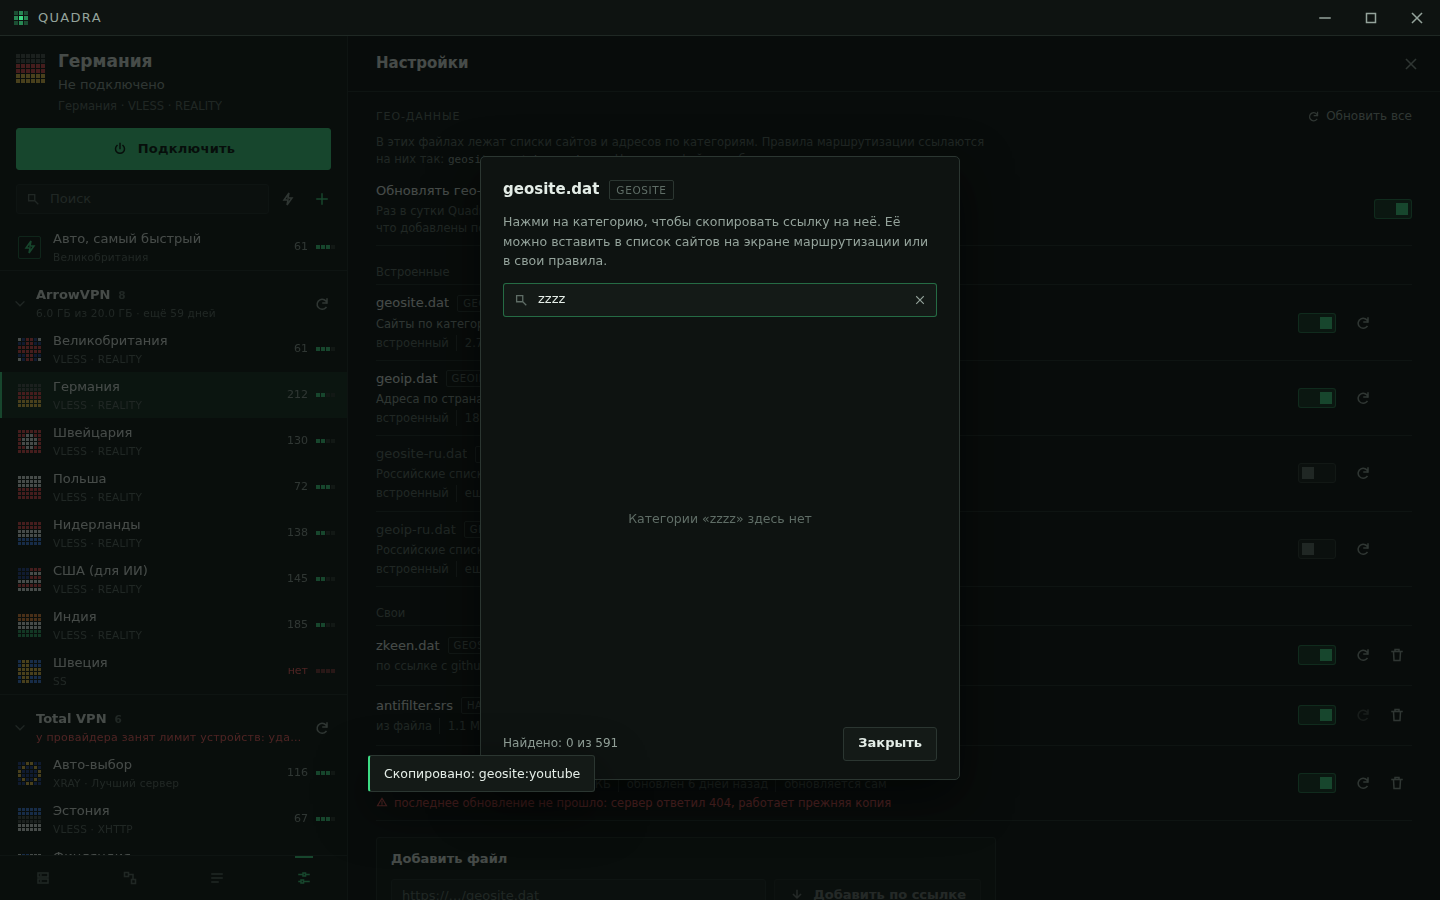 QUADRA
Германия
Не подключено
Германия · VLESS · REALITY
Подключить
Поиск
Авто, самый быстрый
Великобритания
61
ArrowVPN 8
6.0 ГБ из 20.0 ГБ · ещё 59 дней
Великобритания
VLESS · REALITY
61
Германия
VLESS · REALITY
212
Швейцария
VLESS · REALITY
130
Польша
VLESS · REALITY
72
Нидерланды
VLESS · REALITY
138
США (для ИИ)
VLESS · REALITY
145
Индия
VLESS · REALITY
185
Швеция
SS
нет
Total VPN 6
у провайдера занят лимит устройств: уда...
Авто-выбор
XRAY · Лучший сервер
116
Эстония
VLESS · XHTTP
67
Настройки
ГЕО-ДАННЫЕ
Обновить все
В этих файлах лежат списки сайтов и адресов по категориям. Правила маршрутизации ссылаются
на них так:
Обновлять гео-
Раз в сутки
что добавлены
Встроенные
geosite.dat
Сайты по
встроенный
geoip.dat
Адреса по
встроенный
geosite-ru.dat
Российские
встроенный
geoip-ru.dat
Российские
встроенный
Свои
zkeen.dat
по ссылке с
antifilter.srs
из файла
1.1
geosite.dat GEOSITE
Нажми на категорию, чтобы скопировать ссылку на неё. Её
можно вставить в список сайтов на экране маршрутизации или
в свои правила.
zzzz
Категории «zzzz» здесь нет
Найдено: 0 из 591
Закрыть
Скопировано: geosite:youtube
обновлён 6 дней назад
обновляется сам
последнее обновление не прошло: сервер ответил 404, работает прежняя копия
Добавить файл
https://.../geosite.dat
Добавить по ссылке